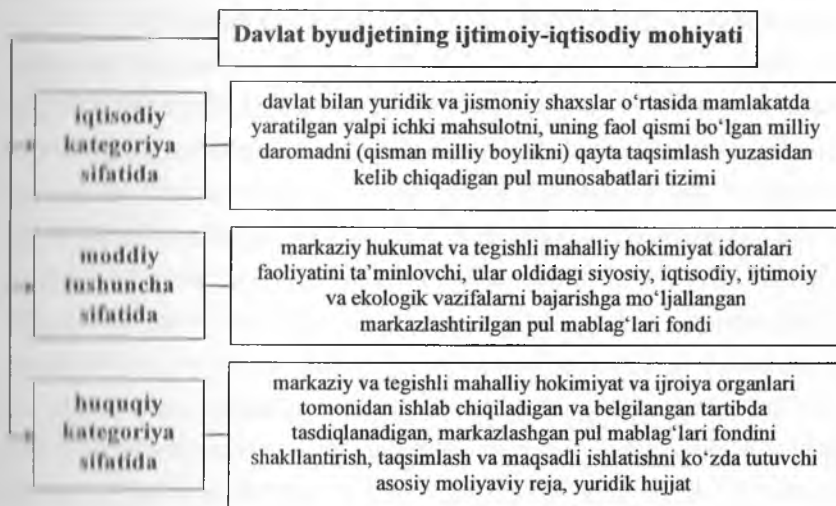 Davlat byudjetining ijtimoiy-iqtisodiy mohiyati
iqtisodiy
kategoriya
sifatida
davlat bilan yuridik va jismoniy shaxslar o‘rtasida mamlakatda
yaratilgan yalpi ichki mahsulotni, uning faol qismi bo‘lgan milliy
daromadni (qisman milliy boylikni) qayta taqsimlash yuzasidan
kelib chiqadigan pul munosabatlari tizimi
moddiy
tushuncha
sifatida
markaziy hukumat va tegishli mahalliy hokimiyat idoralari
faoliyatini ta’minlovchi, ular oldidagi siyosiy, iqtisodiy, ijtimoiy
va ekologik vazifalarni bajarishga mo‘ljallangan
markazlashtirilgan pul mablag‘lari fondi
huquqiy
kategoriya
sifatida
markaziy va tegishli mahalliy hokimiyat va ijroiya organlari
tomonidan ishlab chiqiladigan va belgilangan tartibda
tasdiqlanadigan, markazlashgan pul mablag‘lari fondini
shakllantirish, taqsimlash va maqsadli ishlatishni ko‘zda tutuvchi
asosiy moliyaviy reja, yuridik hujjat